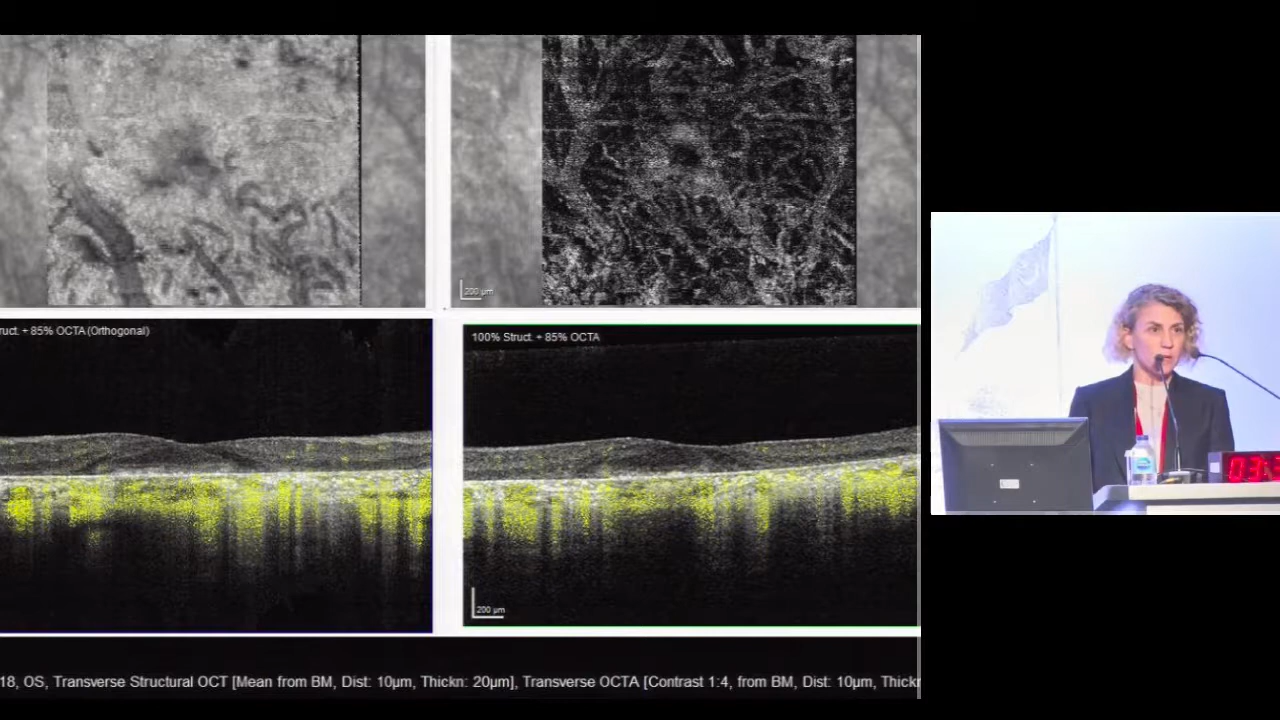 200 µm
ruct. + 85% OCTA (Orthogonal)
100% Struct. + 85% OCTA
200 µm
18, OS, Transverse Structural OCT [Mean from BM, Dist: 10µm, Thickn: 20µm], Transverse OCTA [Contrast 1:4, from BM, Dist: 10µm, Thick